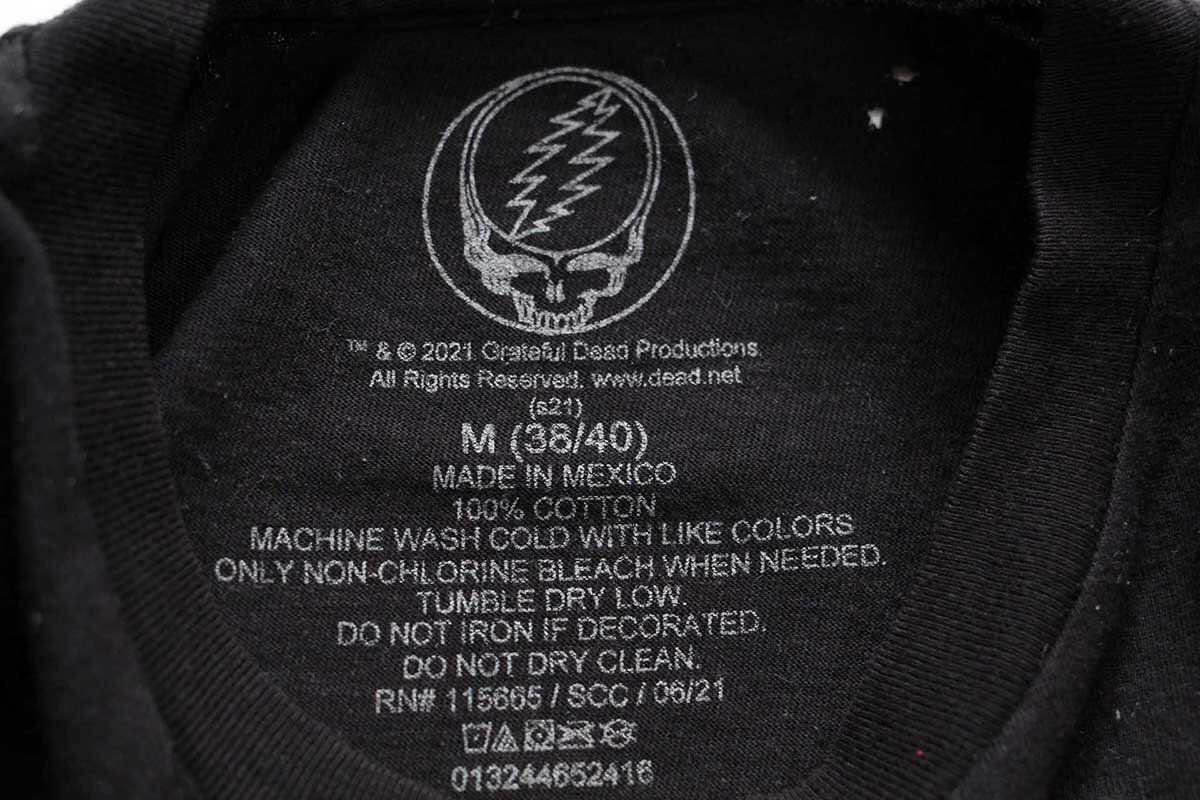 ™ & © 2021 Grateful Dead Productions.
All Rights Reserved. www.dead.net
(s21)
M (38/40)
MADE IN MEXICO
100% COTTON
MACHINE WASH COLD WITH LIKE COLORS
ONLY NON-CHLORINE BLEACH WHEN NEEDED.
TUMBLE DRY LOW.
DO NOT IRON IF DECORATED.
DO NOT DRY CLEAN.
RN# 115665 / SCC / 06/21
013244652416